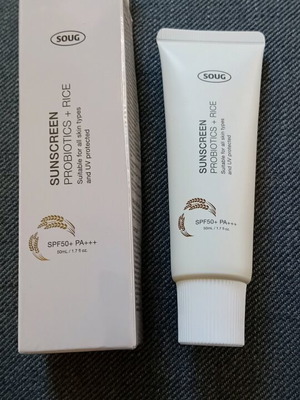 SOUG
SUNSCREEN
PROBIOTICS + RICE
Suitable for all skin types
and UV protected
SPF50+ PA+++
50mL / 1.7 fl oz.
SOUG
SUNSCREEN
PROBIOTICS + RICE
Suitable for all skin types
and UV protected
SPF50+ PA+++
50mL / 1.7 fl oz.